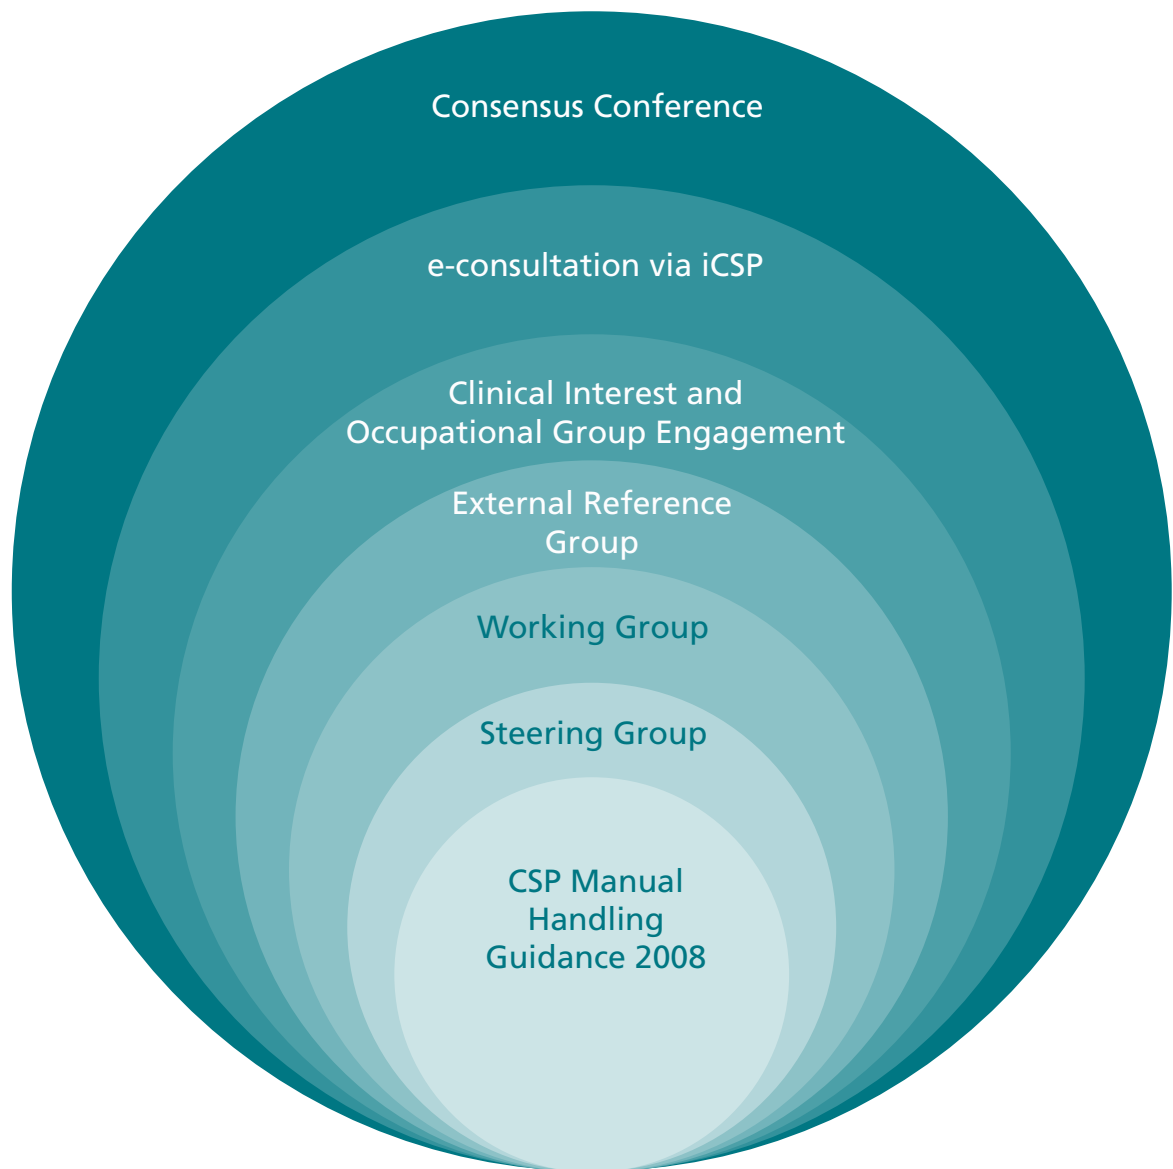 Consensus Conference
e-consultation via iCSP
Clinical Interest and
Occupational Group Engagement
External Reference
Group
Working Group
Steering Group
CSP Manual
Handling
Guidance 2008